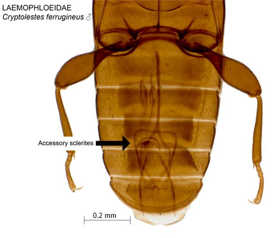 LAEMOPHLOEIDAE
Cryptolestes ferrugineus ♂
Accessory sclerites
0.2 mm